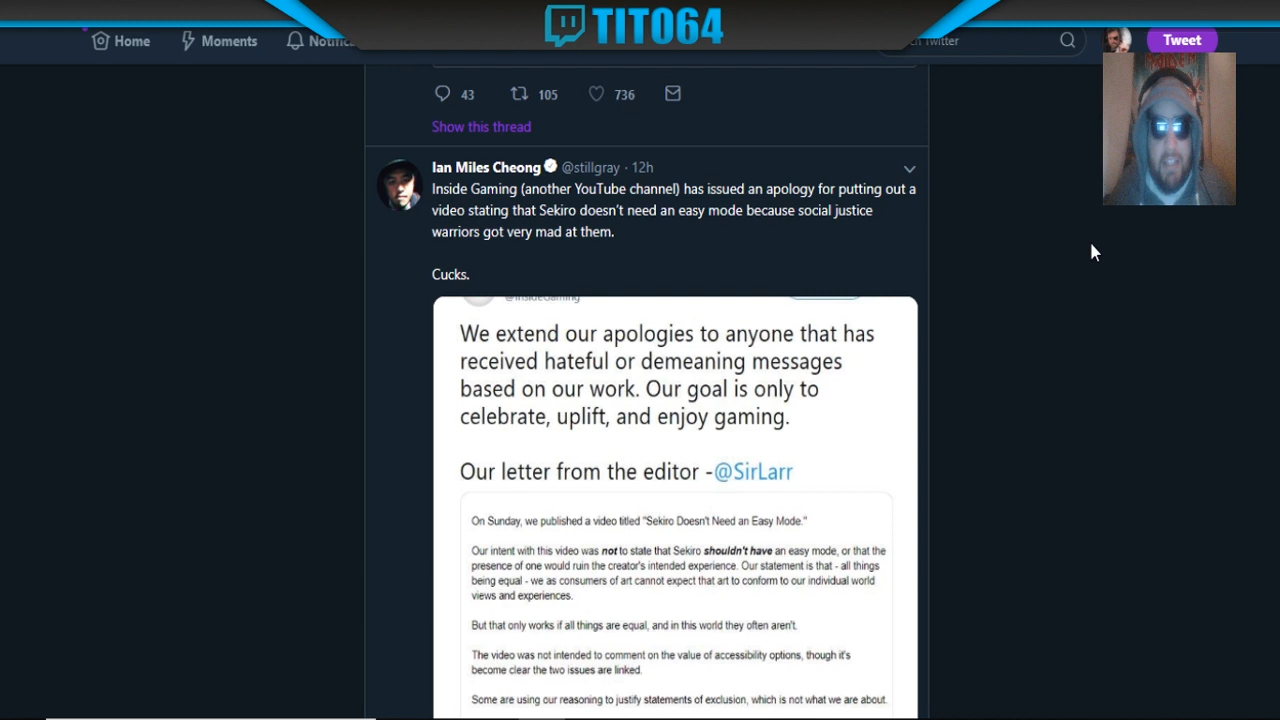 TITO64
Home Moments Notific
Twitter
Tweet
43 105 736
Show this thread
Ian Miles Cheong @stillgray · 12h
Inside Gaming (another YouTube channel) has issued an apology for putting out a
video stating that Sekiro doesn't need an easy mode because social justice
warriors got very mad at them.
Cucks.
@InsideGaming
We extend our apologies to anyone that has
received hateful or demeaning messages
based on our work. Our goal is only to
celebrate, uplift, and enjoy gaming.
Our letter from the editor -@SirLarr
On Sunday, we published a video titled "Sekiro Doesn't Need an Easy Mode."
Our intent with this video was not to state that Sekiro shouldn't have an easy mode, or that the
presence of one would ruin the creator's intended experience. Our statement is that - all things
being equal - we as consumers of art cannot expect that art to conform to our individual world
views and experiences.
But that only works if all things are equal, and in this world they often aren't.
The video was not intended to comment on the value of accessibility options, though it's
become clear the two issues are linked.
Some are using our reasoning to justify statements of exclusion, which is not what we are about.